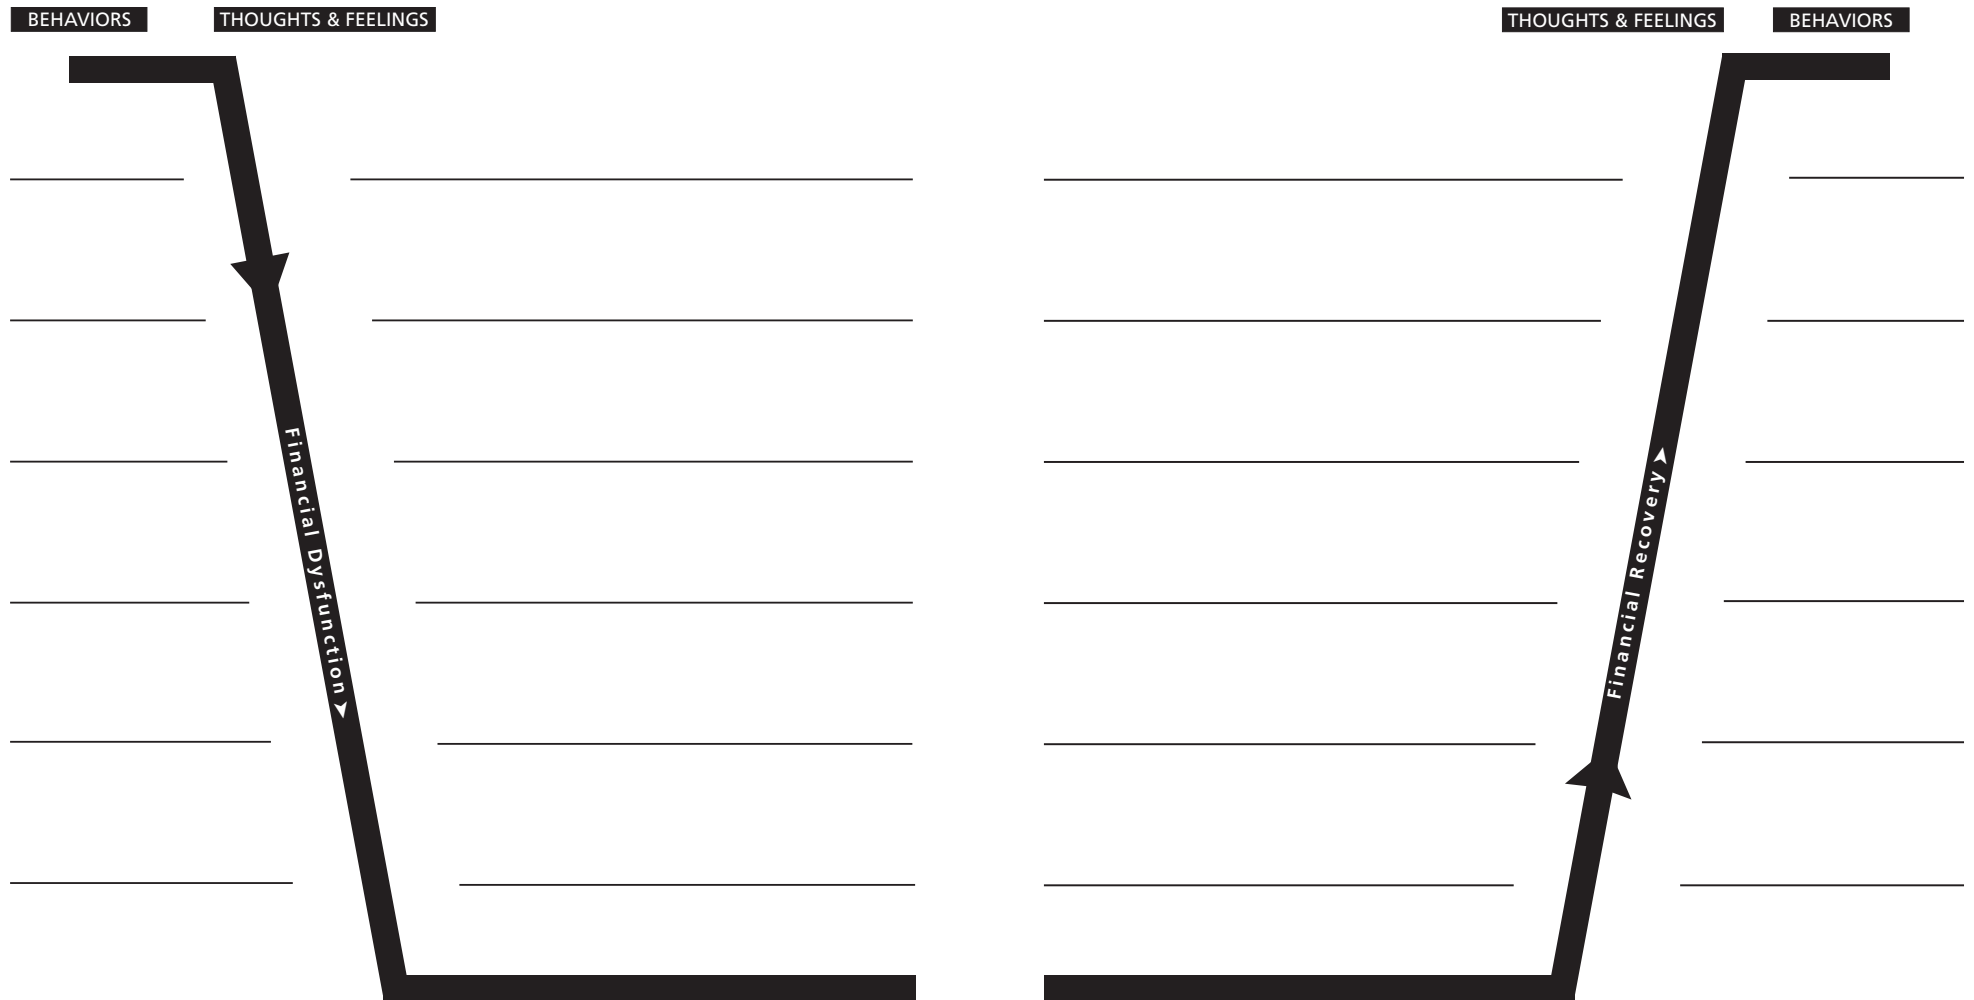 BEHAVIORS
THOUGHTS & FEELINGS
THOUGHTS & FEELINGS
BEHAVIORS
Financial Dysfunction
Financial Recovery